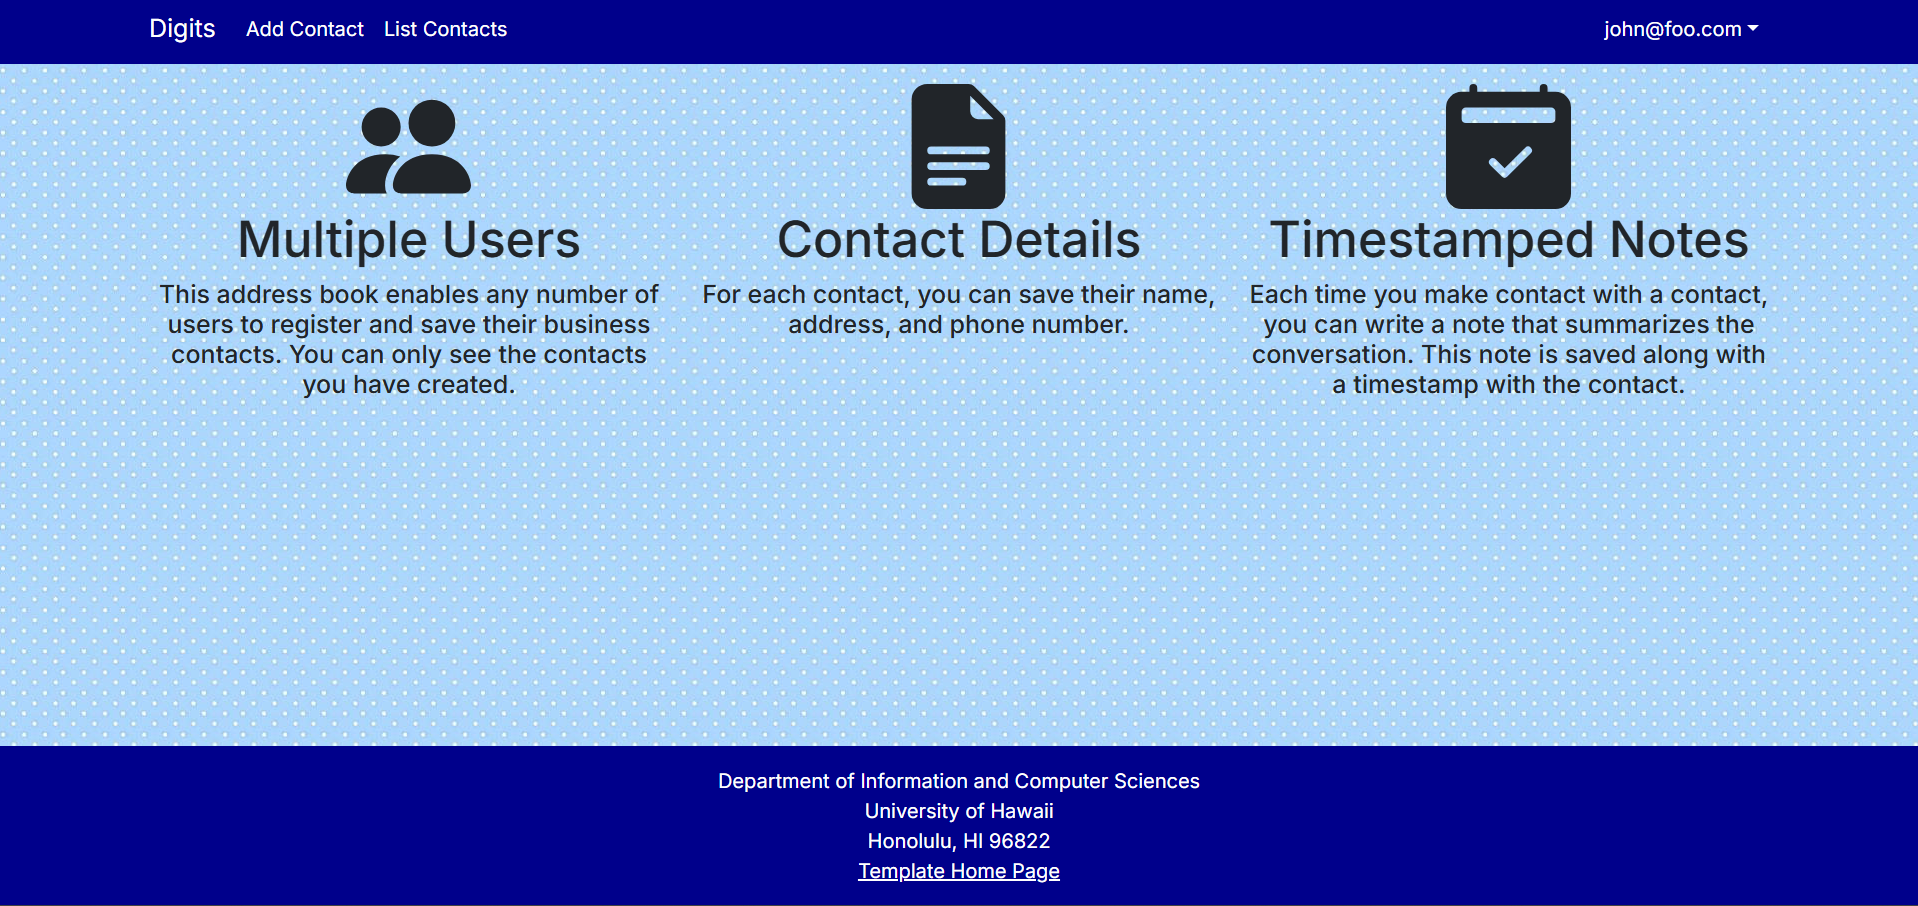 Digits Add Contact List Contacts john@foo.com
Multiple Users
This address book enables any number of
users to register and save their business
contacts. You can only see the contacts
you have created.
Contact Details
For each contact, you can save their name,
address, and phone number.
Timestamped Notes
Each time you make contact with a contact,
you can write a note that summarizes the
conversation. This note is saved along with
a timestamp with the contact.
Department of Information and Computer Sciences
University of Hawaii
Honolulu, HI 96822
Template Home Page